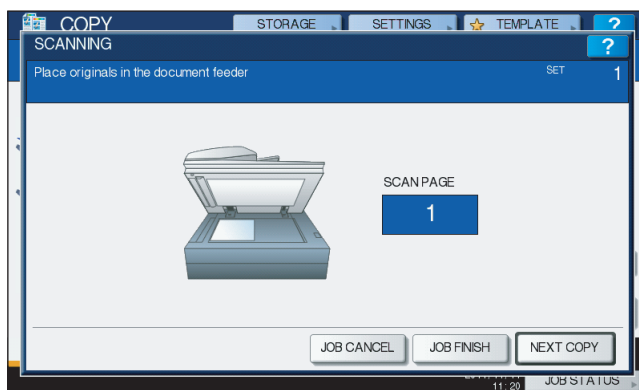 COPY
STORAGE
SETTINGS
TEMPLATE
?
SCANNING
?
Place originals in the document feeder
SET
1
SCAN PAGE
1
JOB CANCEL
JOB FINISH
NEXT COPY
11:20
JOB STATUS